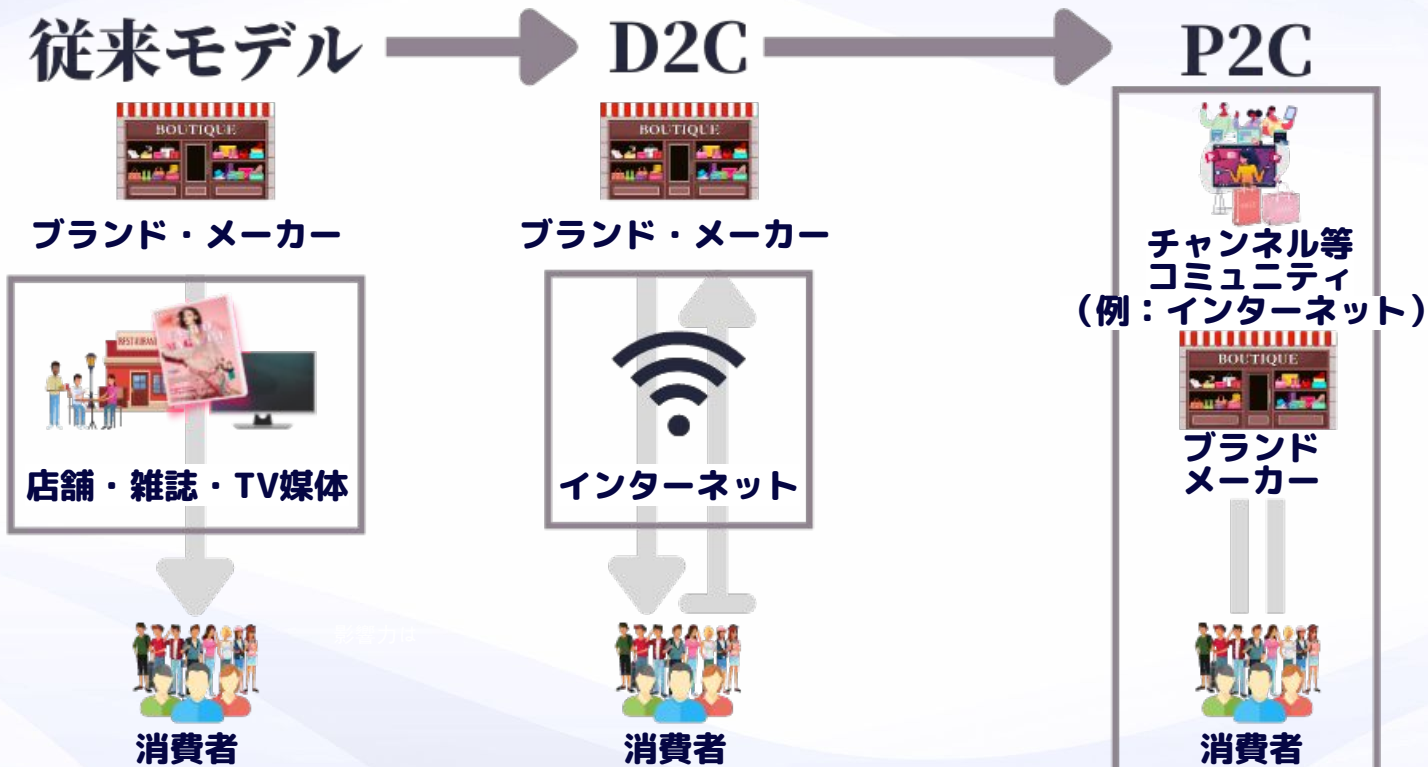 従来モデル
D2C
P2C
BOUTIQUE
ブランド・メーカー
店舗・雑誌・TV媒体
消費者
BOUTIQUE
ブランド・メーカー
インターネット
消費者
チャンネル等
コミュニティ
（例：インターネット）
BOUTIQUE
ブランド
メーカー
消費者